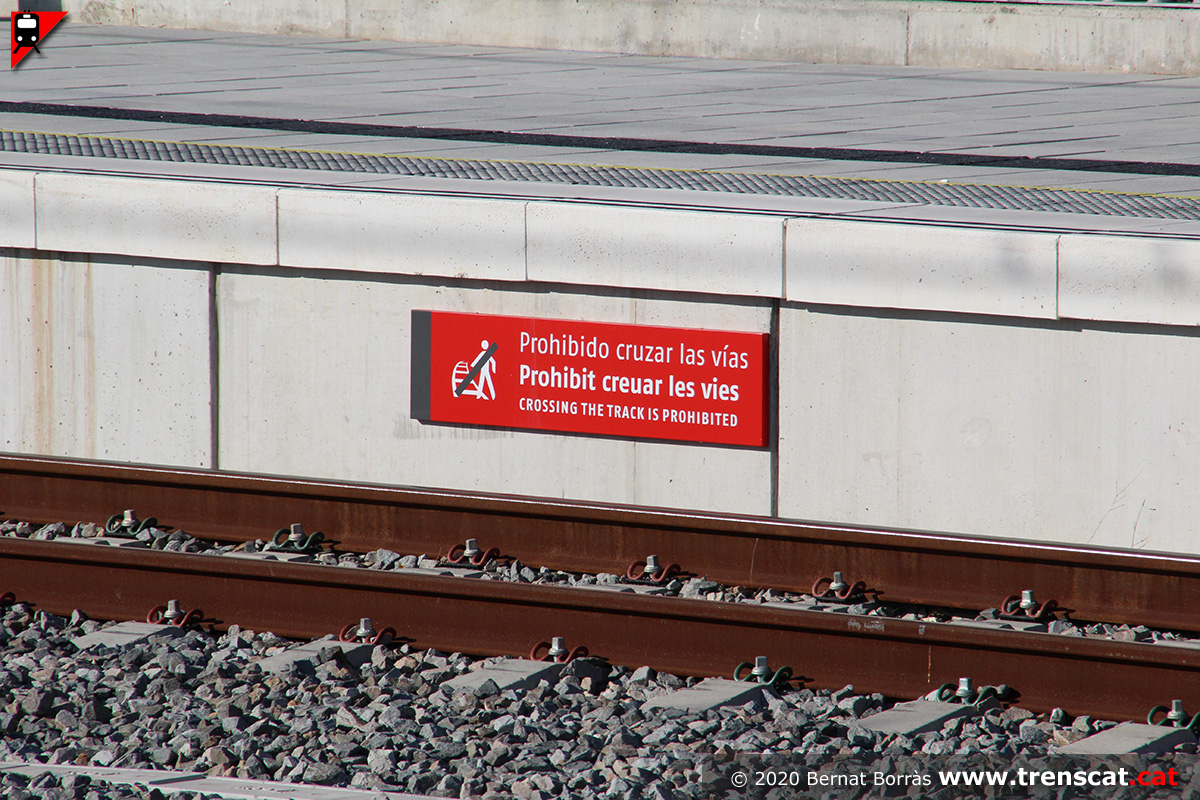 Prohibido cruzar las vías
Prohibit creuar les vies
CROSSING THE TRACK IS PROHIBITED
© 2020 Bernat Borràs www.trenscat.cat